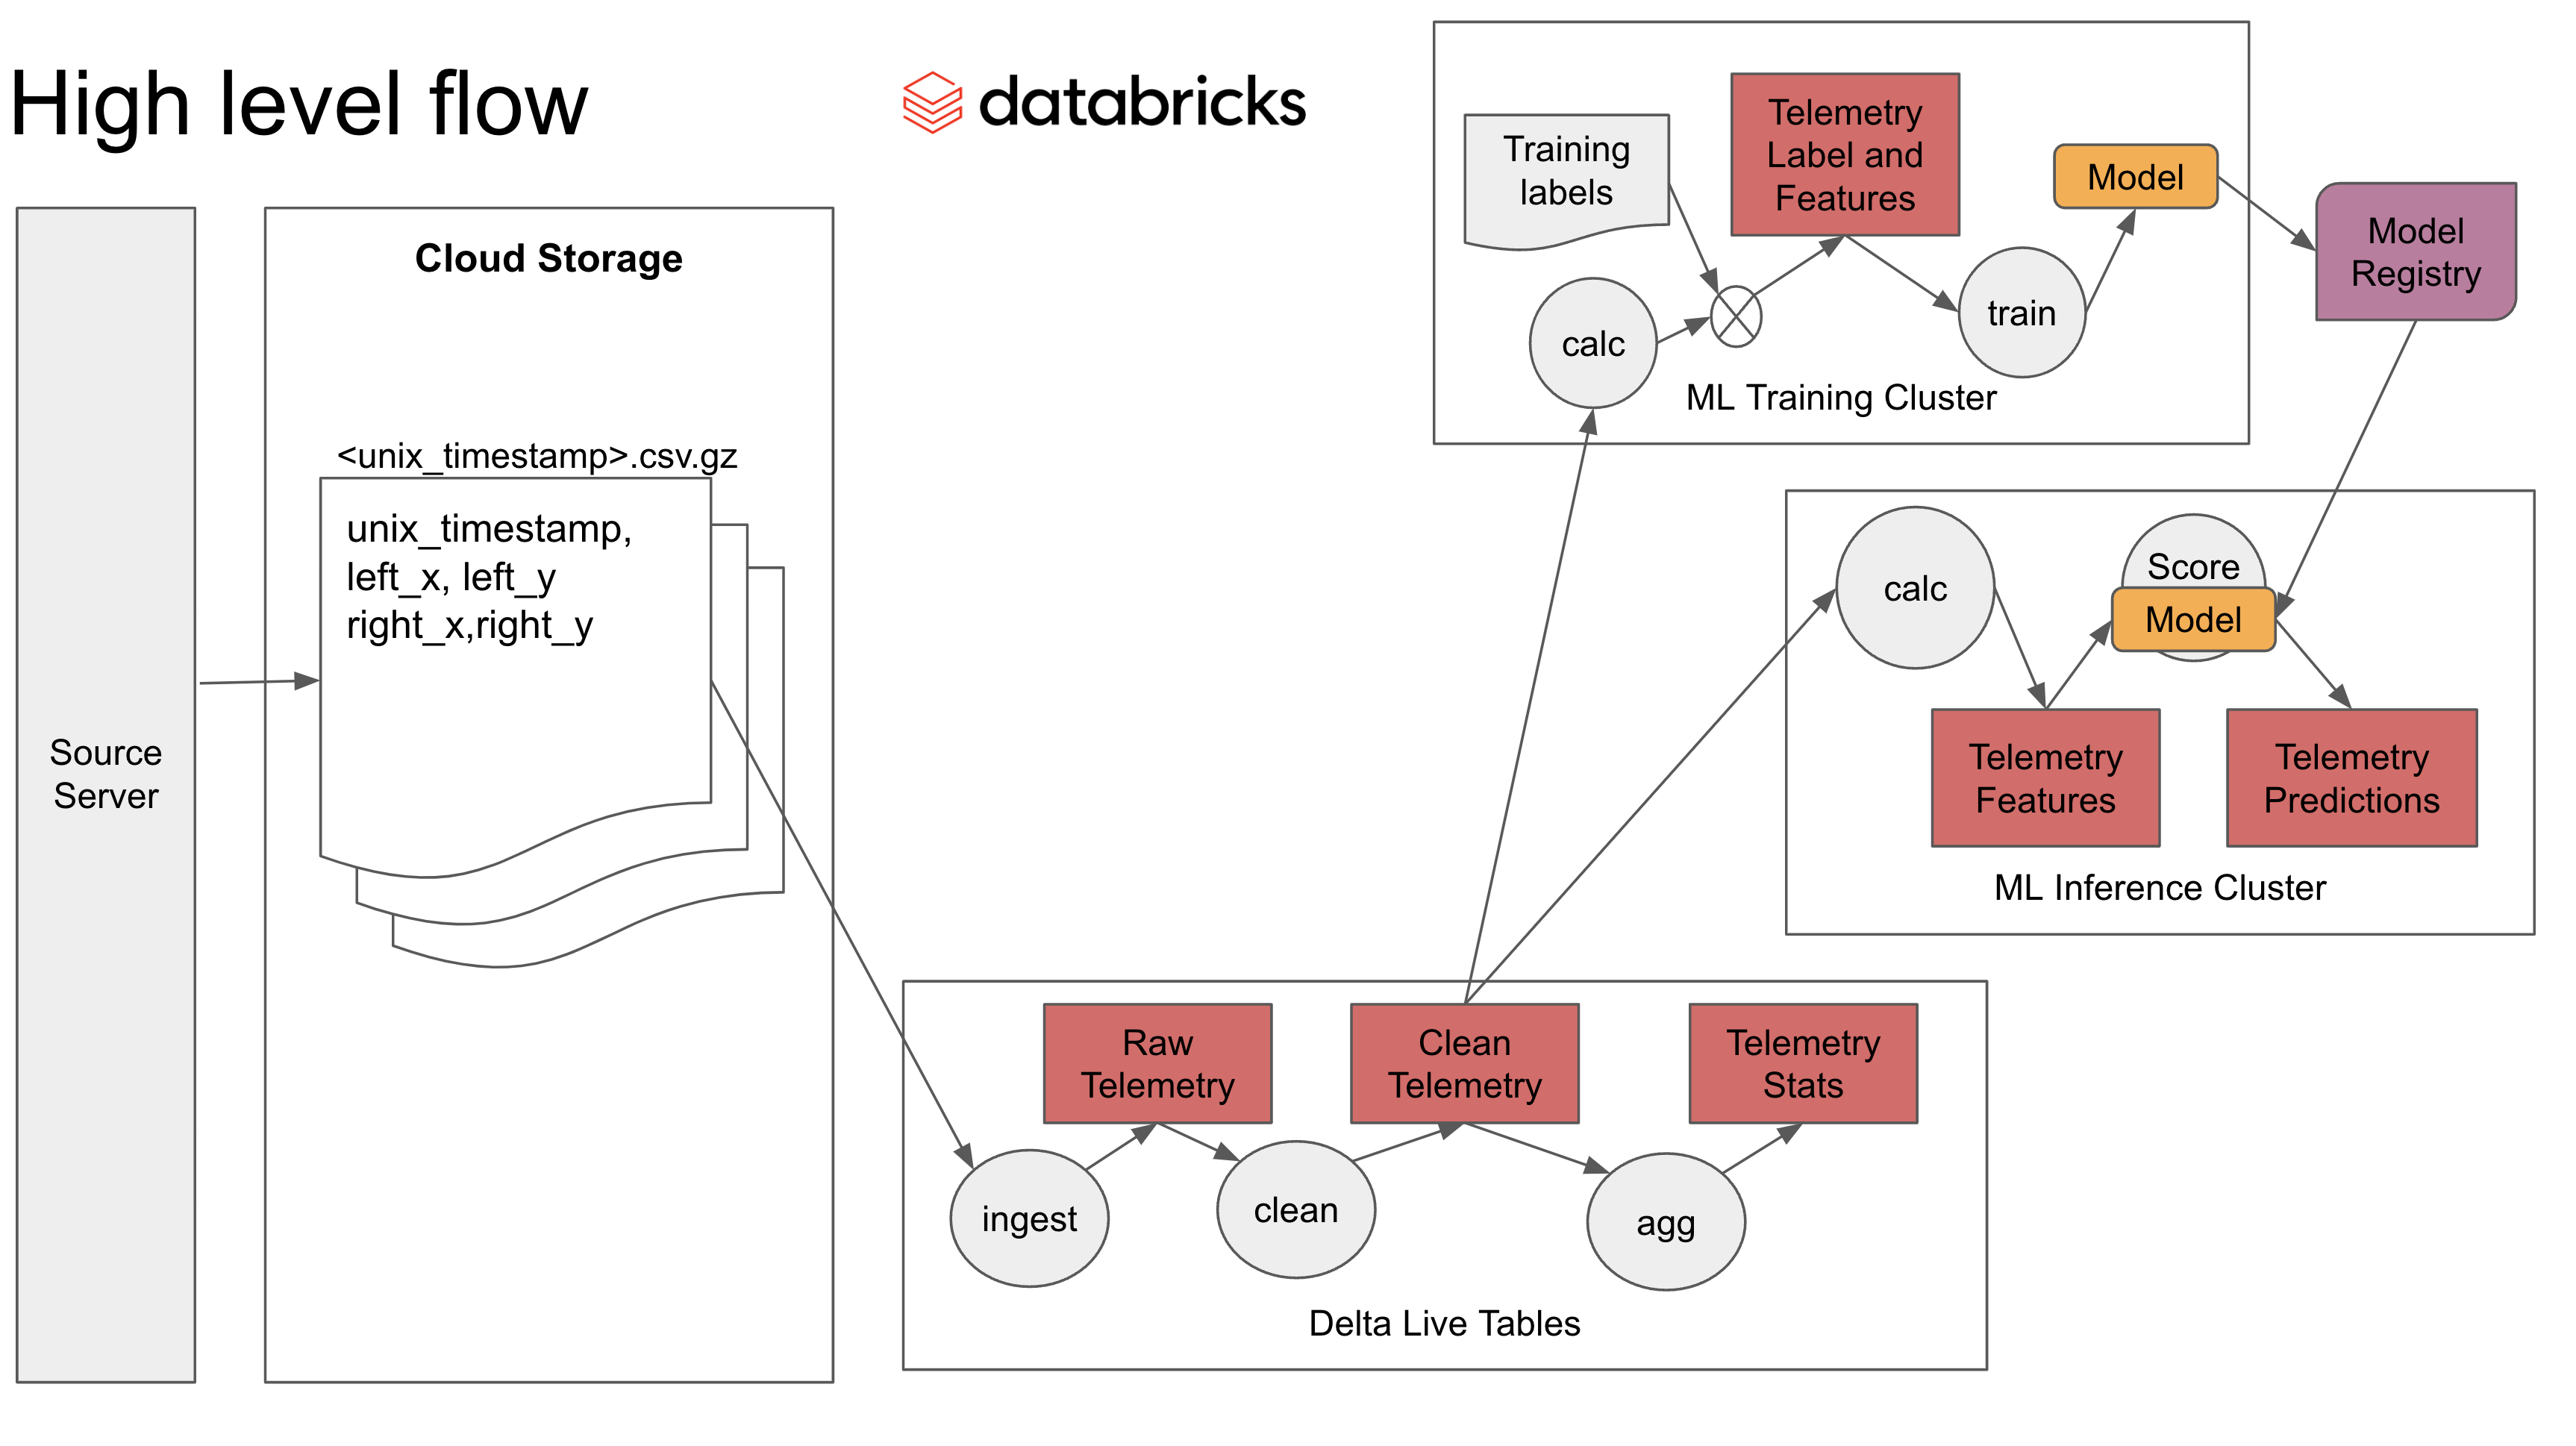 High level flow
databricks
Source
Server
Cloud Storage
<unix_timestamp>.csv.gz
unix_timestamp,
left_x, left_y
right_x,right_y
Training
labels
Telemetry
Label and
Features
Model
Model
Registry
calc
train
ML Training Cluster
calc
Score
Model
Telemetry
Features
Telemetry
Predictions
ML Inference Cluster
Raw
Telemetry
Clean
Telemetry
Telemetry
Stats
ingest
clean
agg
Delta Live Tables